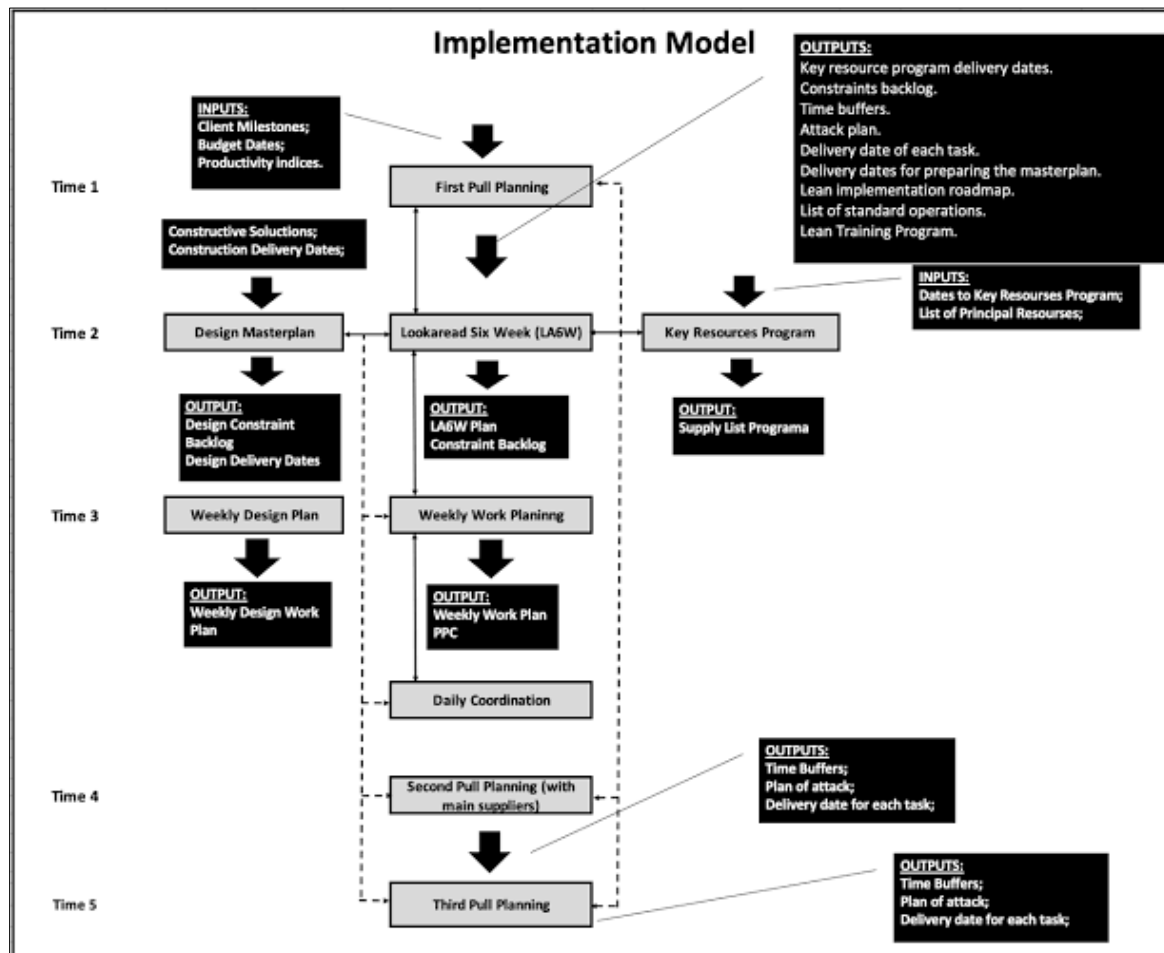 Implementation Model
OUTPUTS:
Key resource program delivery dates.
Constraints backlog.
Time buffers.
Attack plan.
Delivery date of each task.
Delivery dates for preparing the masterplan.
Lean implementation roadmap.
List of standard operations.
Lean Training Program.
INPUTS:
Client Milestones;
Budget Dates;
Productivity indices.
Time 1
First Pull Planning
Constructive Soluctions;
Construction Delivery Dates;
INPUTS:
Dates to Key Resourses Program;
List of Principal Resourses;
Time 2
Design Masterplan
Lookaread Six Week (LA6W)
Key Resources Program
OUTPUT:
Design Constraint
Backlog
Design Delivery Dates
OUTPUT:
LA6W Plan
Constraint Backlog
OUTPUT:
Supply List Programa
Time 3
Weekly Design Plan
Weekly Work Planinng
OUTPUT:
Weekly Design Work
Plan
OUTPUT:
Weekly Work Plan
PPC
Daily Coordination
Time 4
Second Pull Planning (with
main suppliers)
OUTPUTS:
Time Buffers;
Plan of attack;
Delivery date for each task;
Time 5
Third Pull Planning
OUTPUTS:
Time Buffers;
Plan of attack;
Delivery date for each task;